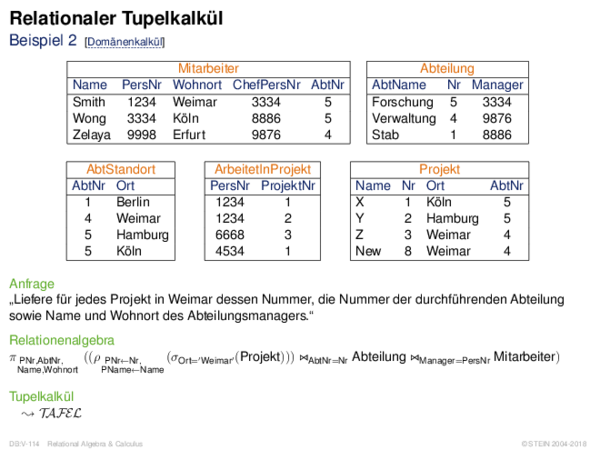 Relationaler Tupelkalkül
Beispiel 2 [Domänenkalkül]
Mitarbeiter
Name PersNr Wohnort ChefPersNr AbtNr
Smith 1234 Weimar 3334 5
Wong 3334 Köln 8886 5
Zelaya 9998 Erfurt 9876 4
Abteilung
AbtName Nr Manager
Forschung 5 3334
Verwaltung 4 9876
Stab 1 8886
AbtStandort
AbtNr Ort
1 Berlin
4 Weimar
5 Hamburg
5 Köln
ArbeitetInProjekt
PersNr ProjektNr
1234 1
1234 2
6668 3
4534 1
Projekt
Name Nr Ort AbtNr
X 1 Köln 5
Y 2 Hamburg 5
Z 3 Weimar 4
New 8 Weimar 4
Anfrage
„Liefere für jedes Projekt in Weimar dessen Nummer, die Nummer der durchführenden Abteilung
sowie Name und Wohnort des Abteilungsmanagers.“
Relationenalgebra
π PNr,AbtNr, Name,Wohnort ((ρ PNr←Nr, PName←Name (σOrt='Weimar'(Projekt))) ⋈AbtNr=Nr Abteilung ⋈Manager=PersNr Mitarbeiter)
Tupelkalkül
⇝ TAFEL
DB:V-114 Relational Algebra & Calculus © STEIN 2004-2018